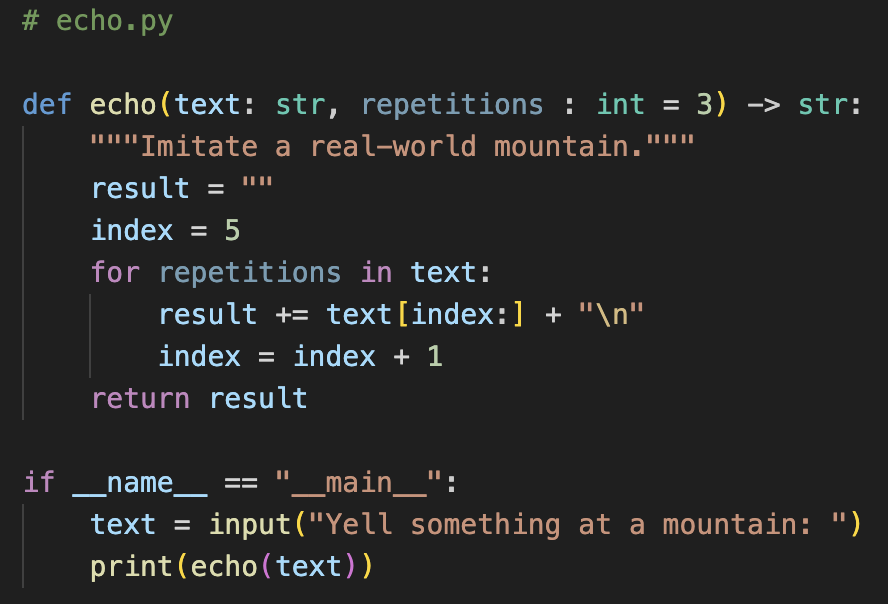 # echo.py
def echo(text: str, repetitions : int = 3) -> str:
    """Imitate a real-world mountain."""
    result = ""
    index = 5
    for repetitions in text:
        result += text[index:] + "\n"
        index = index + 1
    return result
if __name__ == "__main__":
    text = input("Yell something at a mountain: ")
    print(echo(text))